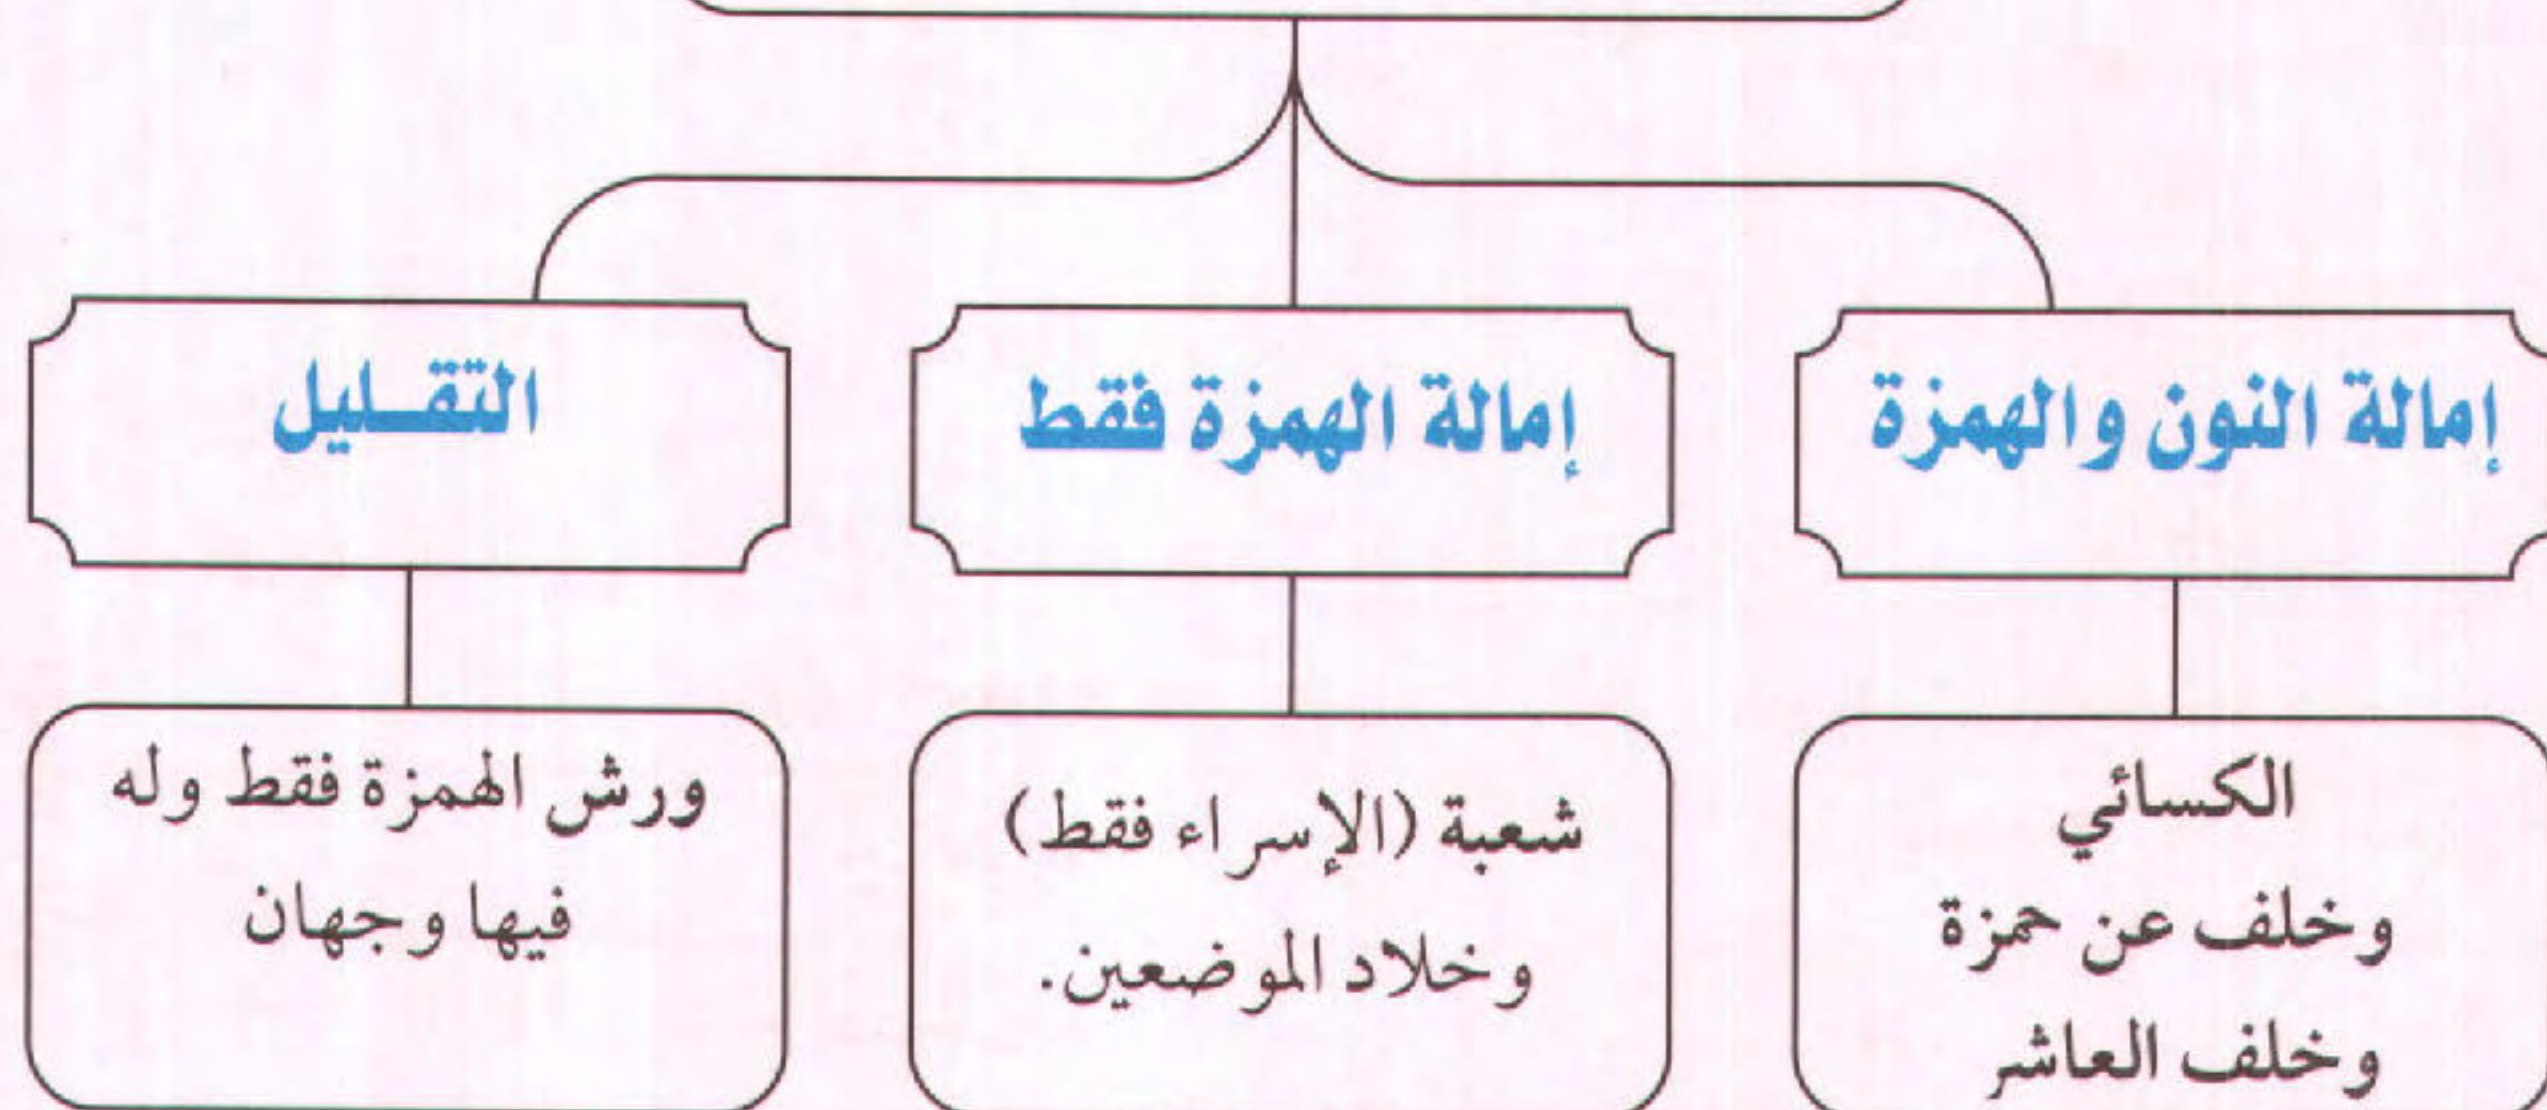 إمالة النون والهمزة
إمالة الهمزة فقط
التقليل
الكسائي
وخلف عن حمزة
وخلف العاشر
شعبة (الإسراء فقط)
وخلاد الموضعين.
ورش الهمزة فقط وله
فيها وجهان